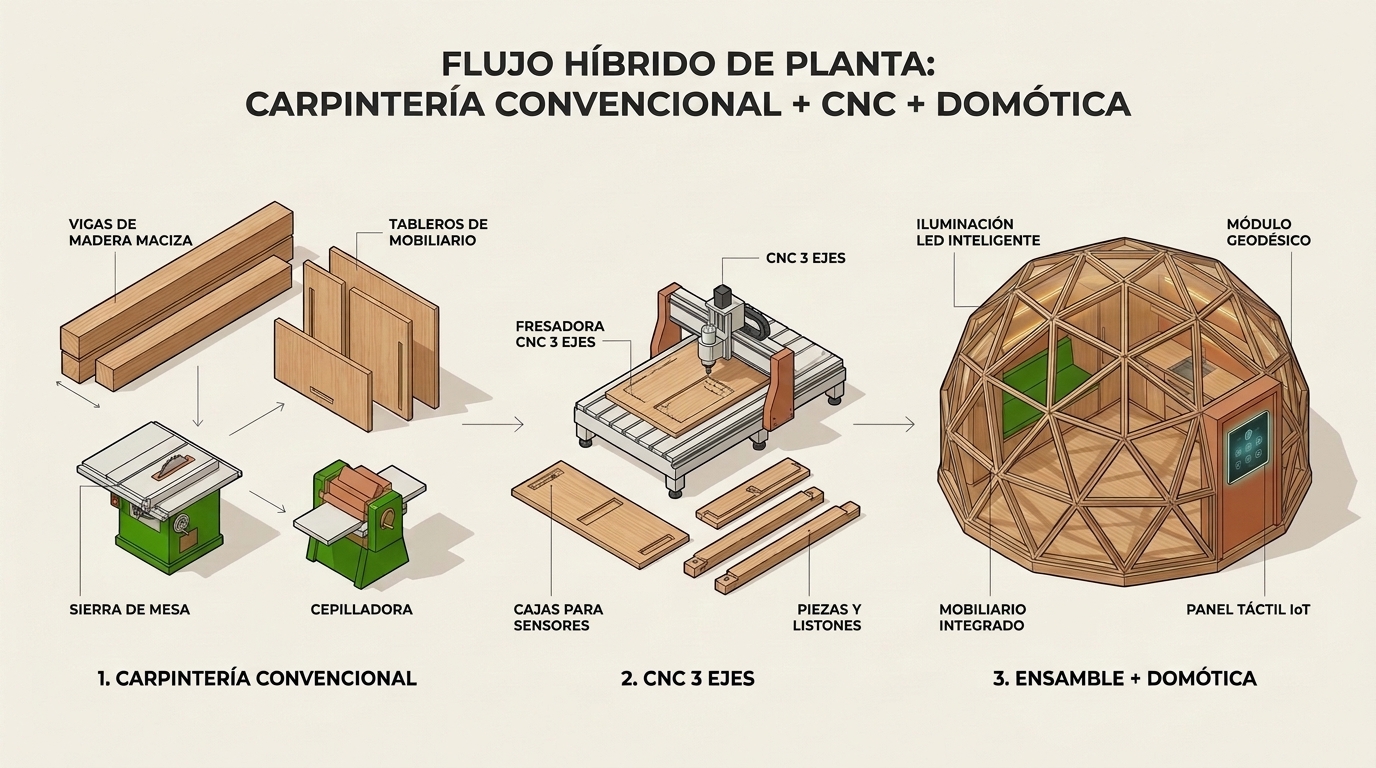 FLUJO HÍBRIDO DE PLANTA:
CARPINTERÍA CONVENCIONAL + CNC + DOMÓTICA
VIGAS DE
MADERA MACIZA
TABLEROS DE
MOBILIARIO
SIERRA DE MESA
CEPILLADORA
1. CARPINTERÍA CONVENCIONAL
CNC 3 EJES
FRESADORA
CNC 3 EJES
CAJAS PARA
SENSORES
PIEZAS Y
LISTONES
2. CNC 3 EJES
ILUMINACIÓN
LED INTELIGENTE
MÓDULO
GEODÉSICO
MOBILIARIO
INTEGRADO
PANEL TÁCTIL IoT
3. ENSAMBLE + DOMÓTICA